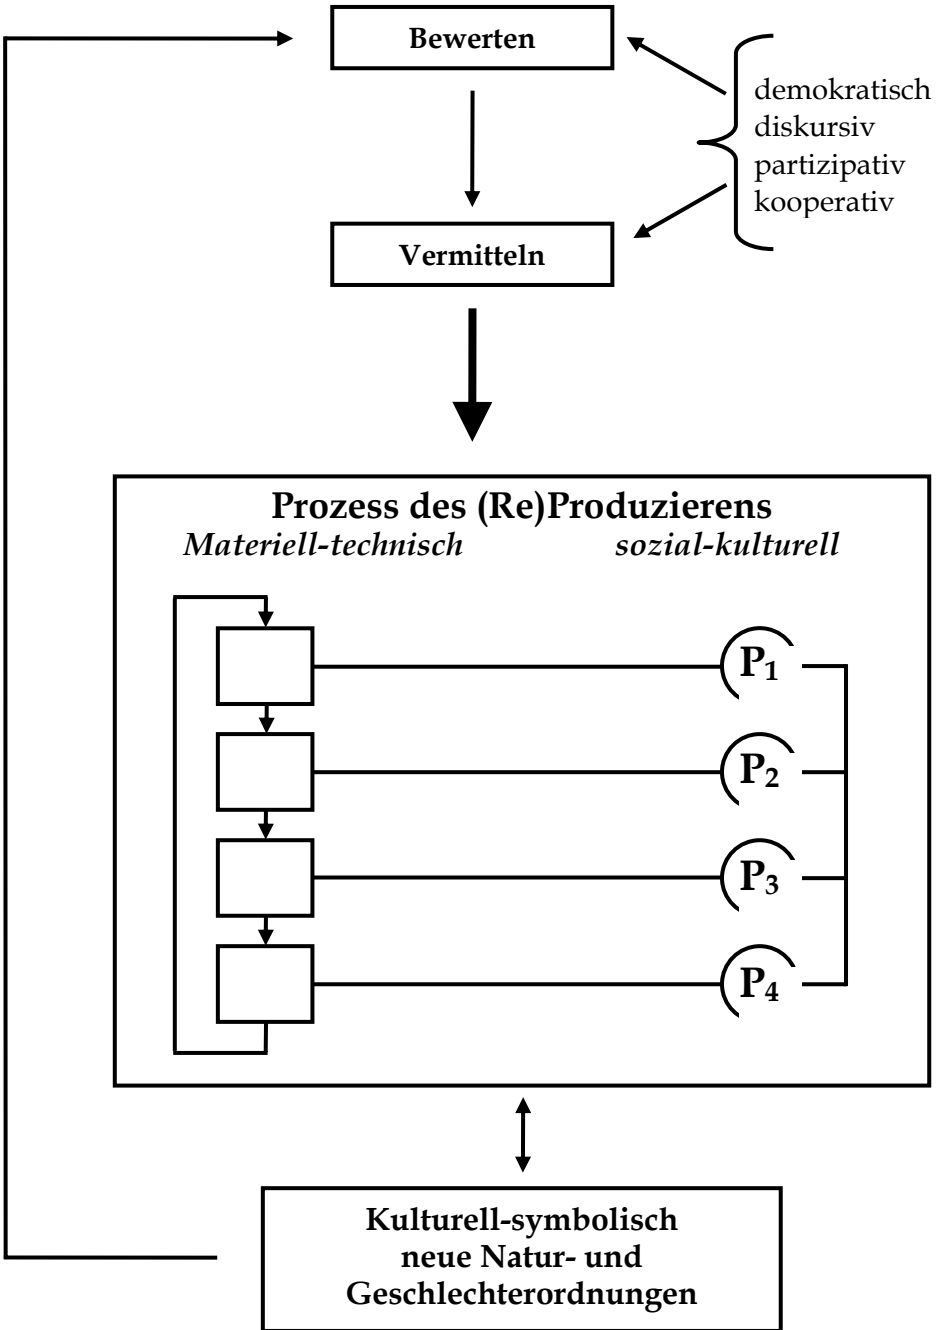 Bewerten
demokratisch
diskursiv
partizipativ
kooperativ
Vermitteln
Prozess des (Re)Produzierens
Materiell-technisch sozial-kulturell
P₁
P₂
P₃
P₄
Kulturell-symbolisch
neue Natur- und
Geschlechterordnungen